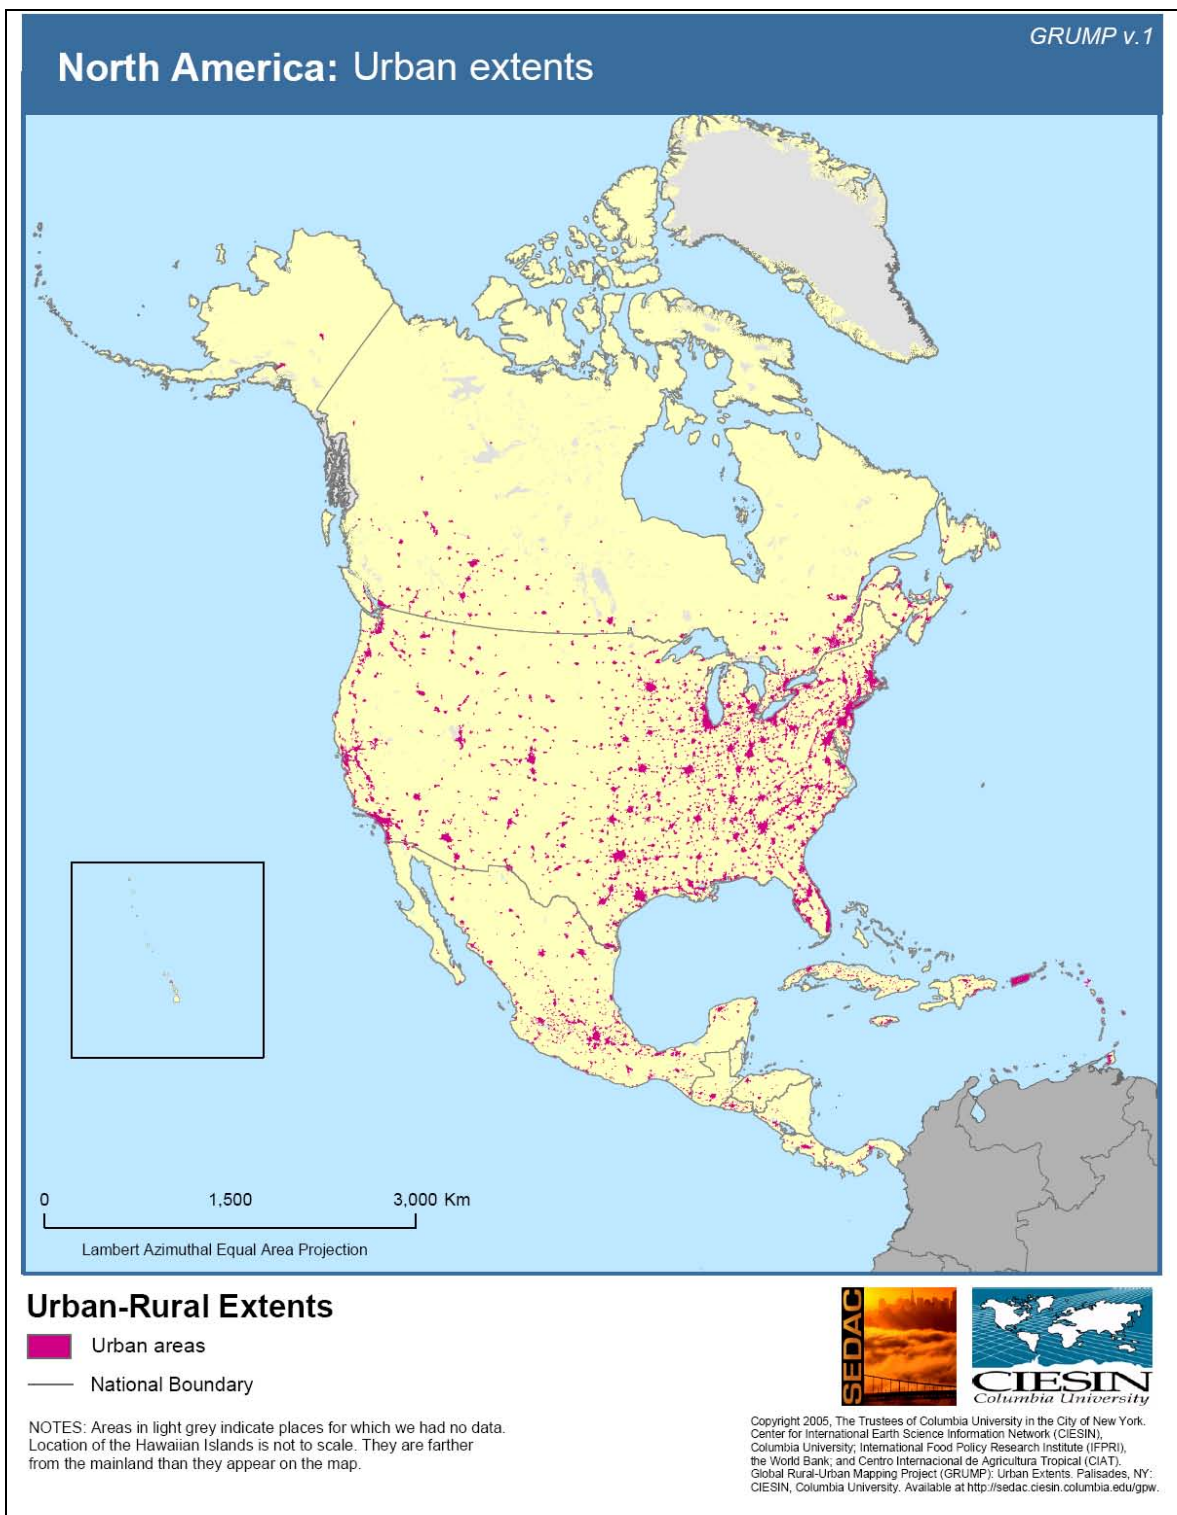 GRUMP v.1
North America: Urban extents
0 1,500 3,000 Km
Lambert Azimuthal Equal Area Projection
Urban-Rural Extents
Urban areas
National Boundary
NOTES: Areas in light grey indicate places for which we had no data.
Location of the Hawaiian Islands is not to scale. They are farther
from the mainland than they appear on the map.
SEDAC
CIESIN
Columbia University
Copyright 2005, The Trustees of Columbia University in the City of New York.
Center for International Earth Science Information Network (CIESIN),
Columbia University; International Food Policy Research Institute (IFPRI),
the World Bank; and Centro Internacional de Agricultura Tropical (CIAT).
Global Rural-Urban Mapping Project (GRUMP): Urban Extents. Palisades, NY:
CIESIN, Columbia University. Available at http://sedac.ciesin.columbia.edu/gpw.